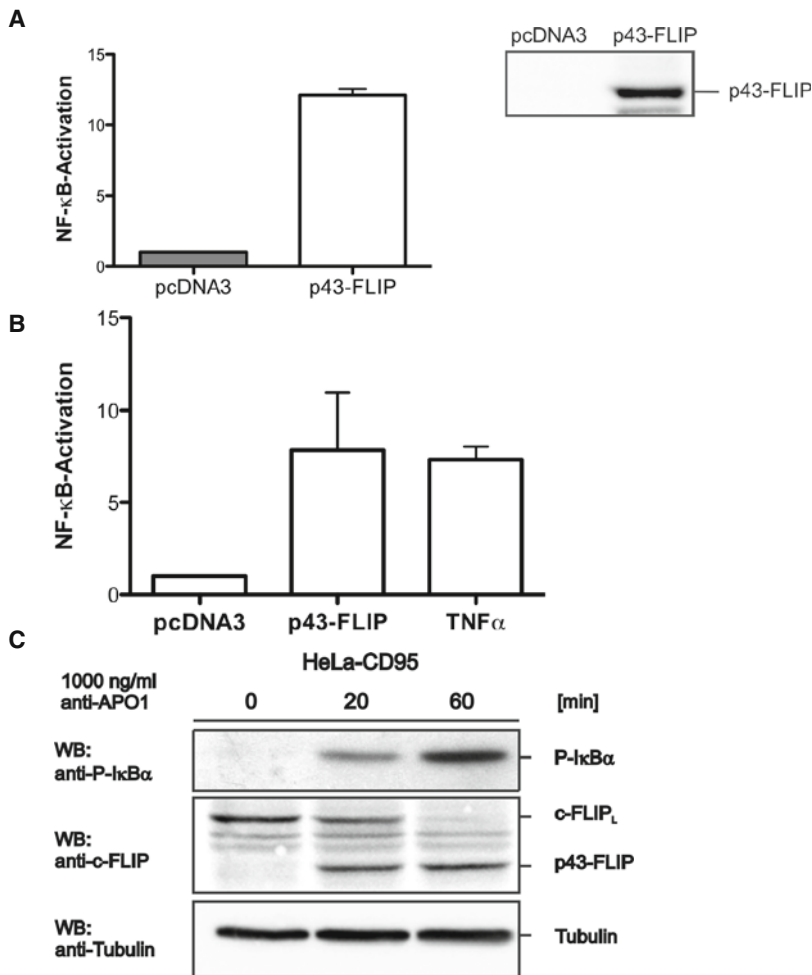 A
pcDNA3 p43-FLIP
p43-FLIP
NF-κB-Activation
15
10
5
0
pcDNA3 p43-FLIP
B
NF-κB-Activation
15
10
5
0
pcDNA3 p43-FLIP TNFα
C
HeLa-CD95
1000 ng/ml
anti-APO1
0 20 60 [min]
WB:
anti-P-IκBα
P-IκBα
WB:
anti-c-FLIP
c-FLIPL
p43-FLIP
WB:
anti-Tubulin
Tubulin